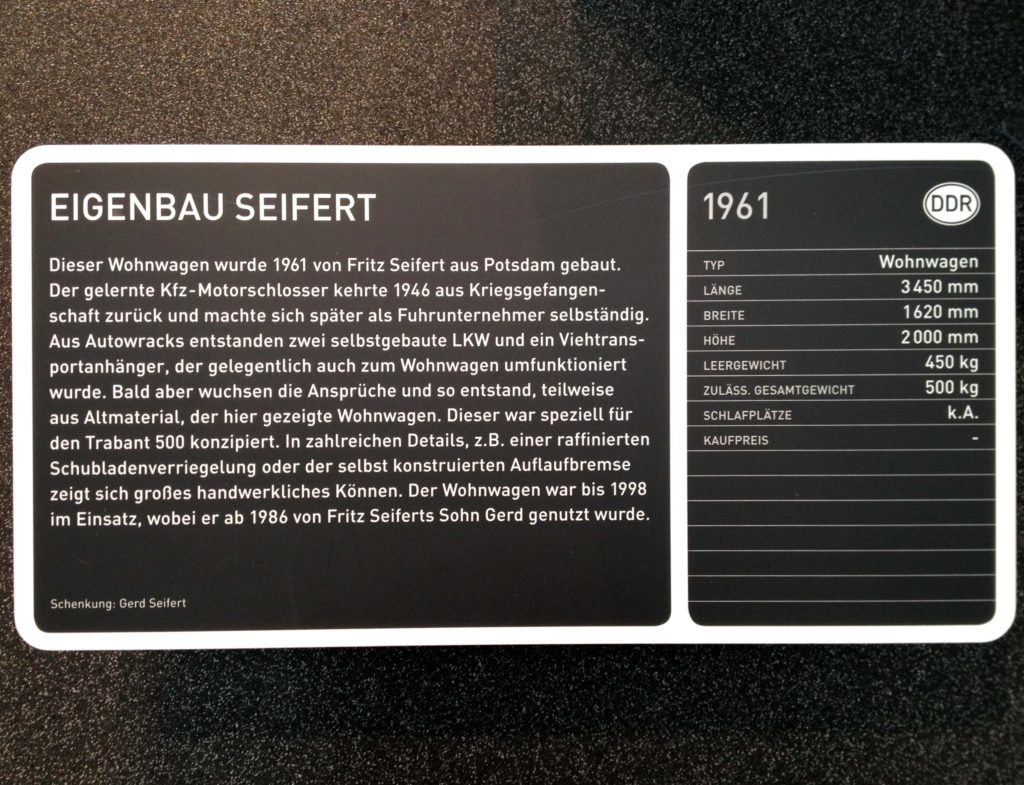 EIGENBAU SEIFERT
Dieser Wohnwagen wurde 1961 von Fritz Seifert aus Potsdam gebaut.
Der gelernte Kfz-Motorschlosser kehrte 1946 aus Kriegsgefangen-
schaft zurück und machte sich später als Fuhrunternehmer selbständig.
Aus Autowracks entstanden zwei selbstgebaute LKW und ein Viehtrans-
portanhänger, der gelegentlich auch zum Wohnwagen umfunktioniert
wurde. Bald aber wuchsen die Ansprüche und so entstand, teilweise
aus Altmaterial, der hier gezeigte Wohnwagen. Dieser war speziell für
den Trabant 500 konzipiert. In zahlreichen Details, z.B. einer raffinierten
Schubladenverriegelung oder der selbst konstruierten Auflaufbremse
zeigt sich großes handwerkliches Können. Der Wohnwagen war bis 1998
im Einsatz, wobei er ab 1986 von Fritz Seiferts Sohn Gerd genutzt wurde.
Schenkung: Gerd Seifert
1961 DDR
TYP Wohnwagen
LÄNGE 3450 mm
BREITE 1620 mm
HÖHE 2000 mm
LEERGEWICHT 450 kg
ZULÄSS. GESAMTGEWICHT 500 kg
SCHLAFPLÄTZE k.A.
KAUFPREIS -